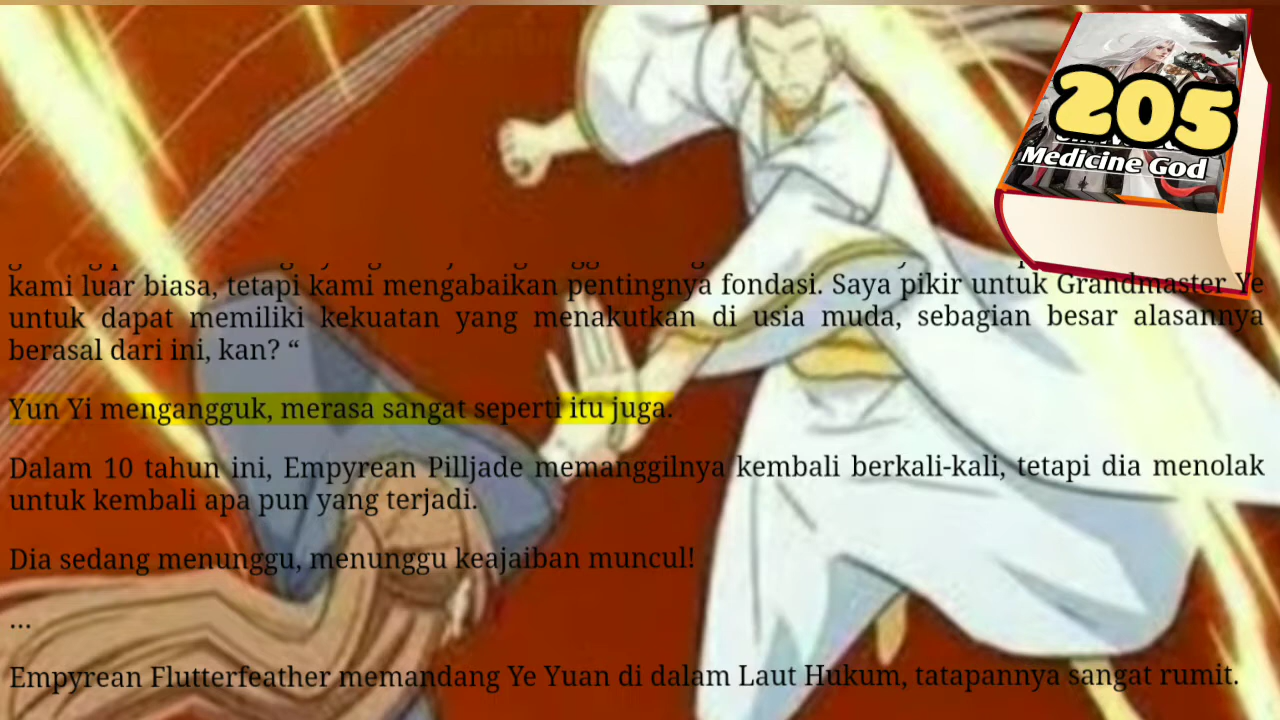 205
Medicine God
kami luar biasa, tetapi kami mengabaikan pentingnya fondasi. Saya pikir untuk Grandmaster Ye
untuk dapat memiliki kekuatan yang menakutkan di usia muda, sebagian besar alasannya
berasal dari ini, kan? “
Yun Yi mengangguk, merasa sangat seperti itu juga.
Dalam 10 tahun ini, Empyrean Pilljade memanggilnya kembali berkali-kali, tetapi dia menolak
untuk kembali apa pun yang terjadi.
Dia sedang menunggu, menunggu keajaiban muncul!
...
Empyrean Flutterfeather memandang Ye Yuan di dalam Laut Hukum, tatapannya sangat rumit.